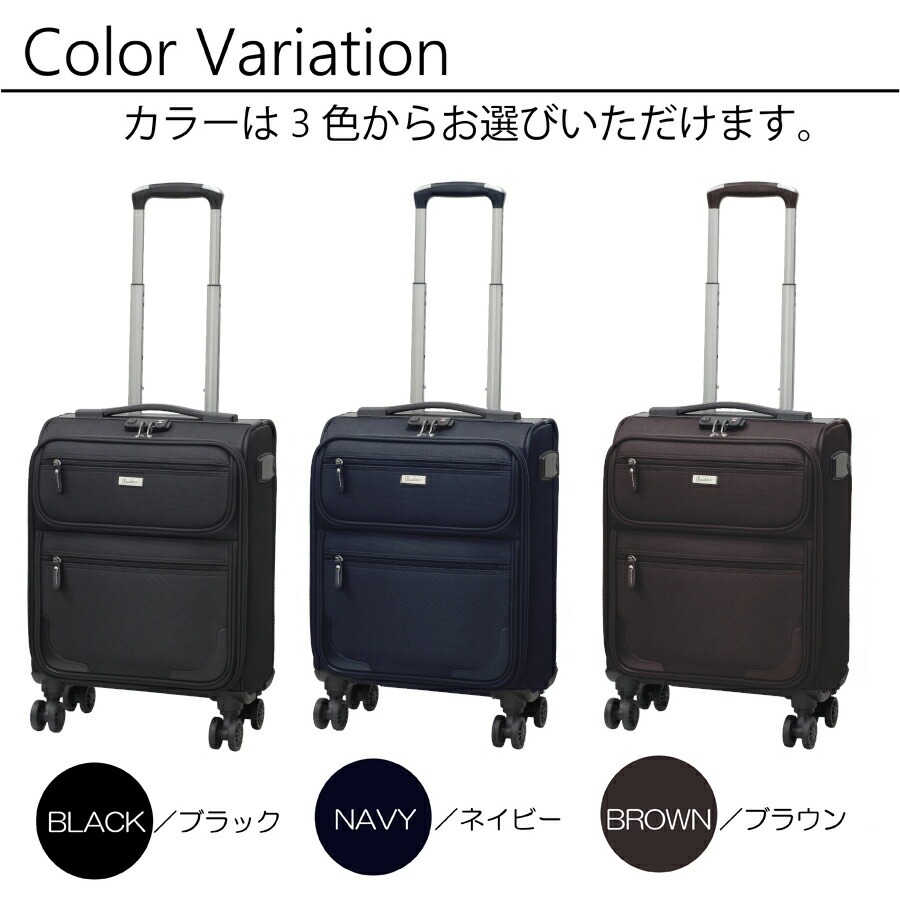 Color Variation
カラーは3色からお選びいただけます。
BLACK／ブラック
NAVY／ネイビー
BROWN／ブラウン